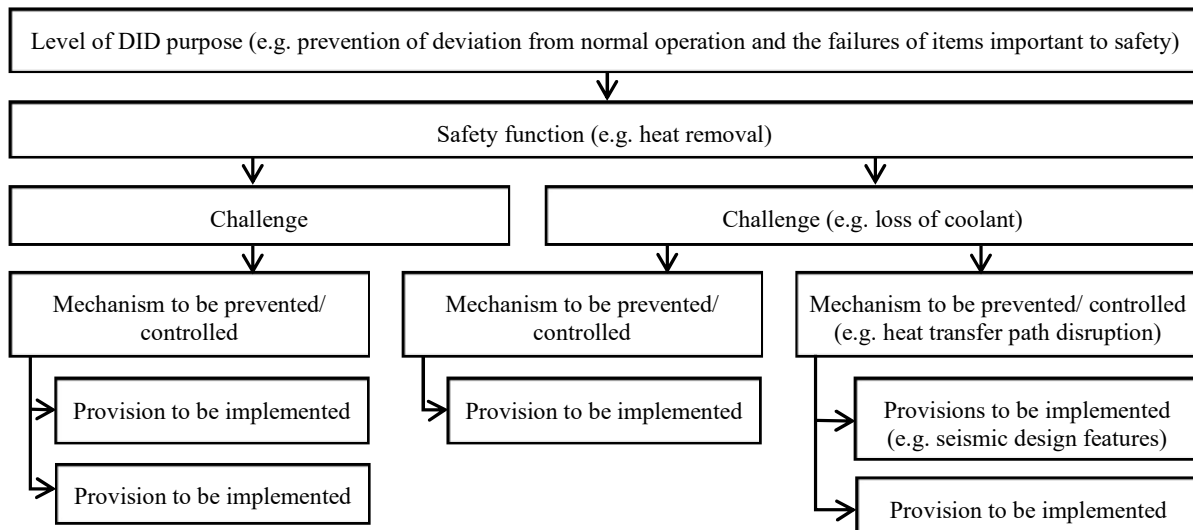 Level of DID purpose (e.g. prevention of deviation from normal operation and the failures of items important to safety)
Safety function (e.g. heat removal)
Challenge
Challenge (e.g. loss of coolant)
Mechanism to be prevented/
controlled
Mechanism to be prevented/
controlled
Mechanism to be prevented/ controlled
(e.g. heat transfer path disruption)
Provision to be implemented
Provision to be implemented
Provisions to be implemented
(e.g. seismic design features)
Provision to be implemented
Provision to be implemented